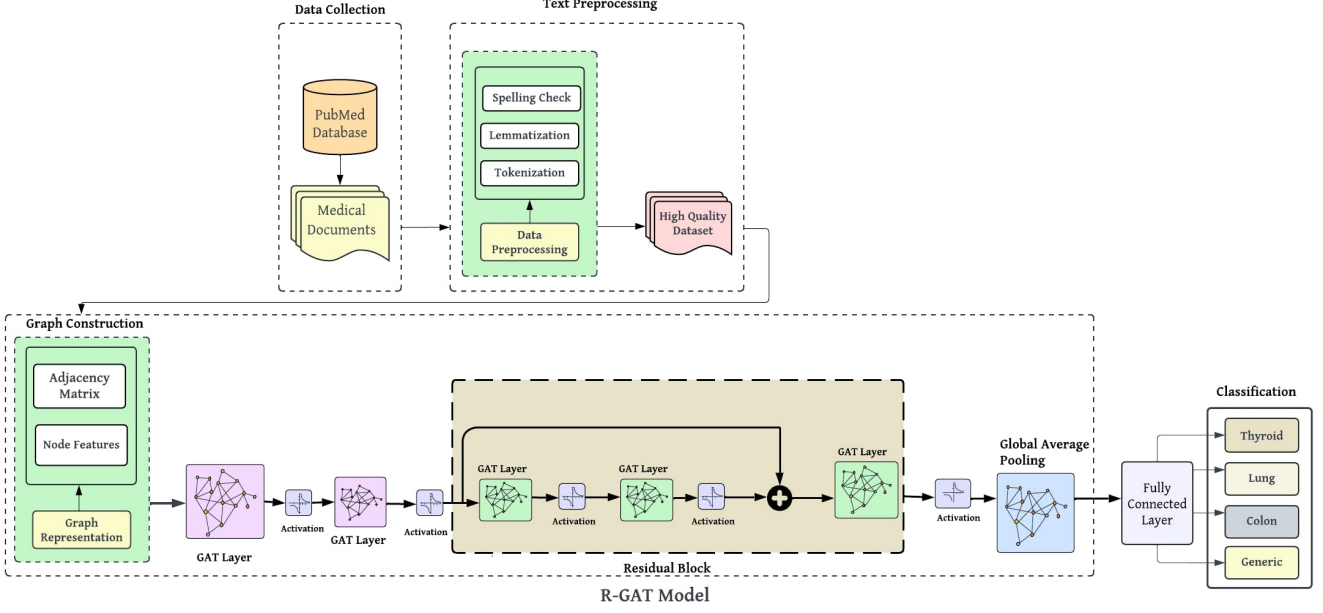 Data Collection
Text Preprocessing
PubMed
Database
Medical
Documents
Spelling Check
Lemmatization
Tokenization
Data
Preprocessing
High Quality
Dataset
Graph Construction
Adjacency
Matrix
Node Features
Graph
Representation
GAT Layer
Activation
GAT Layer
Activation
GAT Layer
Activation
GAT Layer
Activation
GAT Layer
Residual Block
Activation
Global Average
Pooling
Fully
Connected
Layer
Classification
Thyroid
Lung
Colon
Generic
R-GAT Model